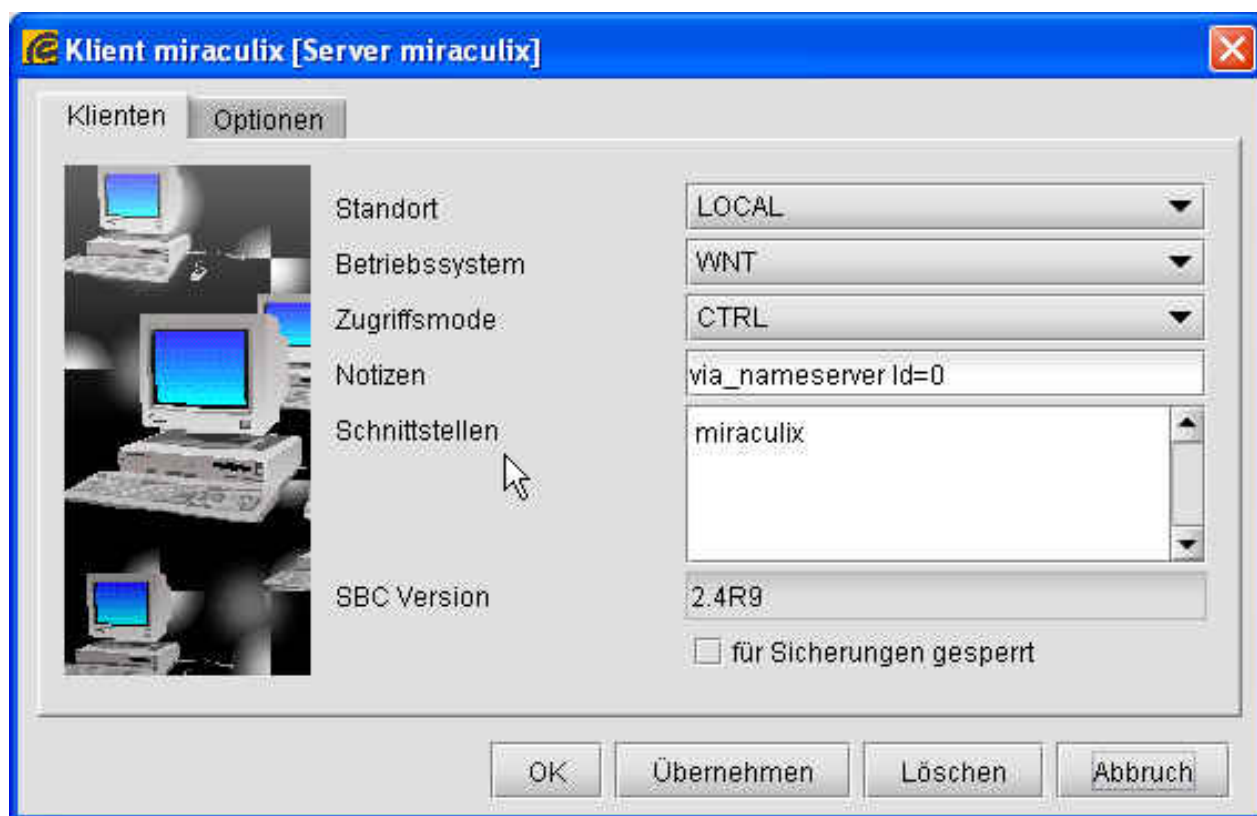 Klient miraculix [Server miraculix]
Klienten Optionen
Standort LOCAL
Betriebssystem WNT
Zugriffsmode CTRL
Notizen via_nameserver Id=0
Schnittstellen miraculix
SBC Version 2.4R9
für Sicherungen gesperrt
OK Übernehmen Löschen Abbruch